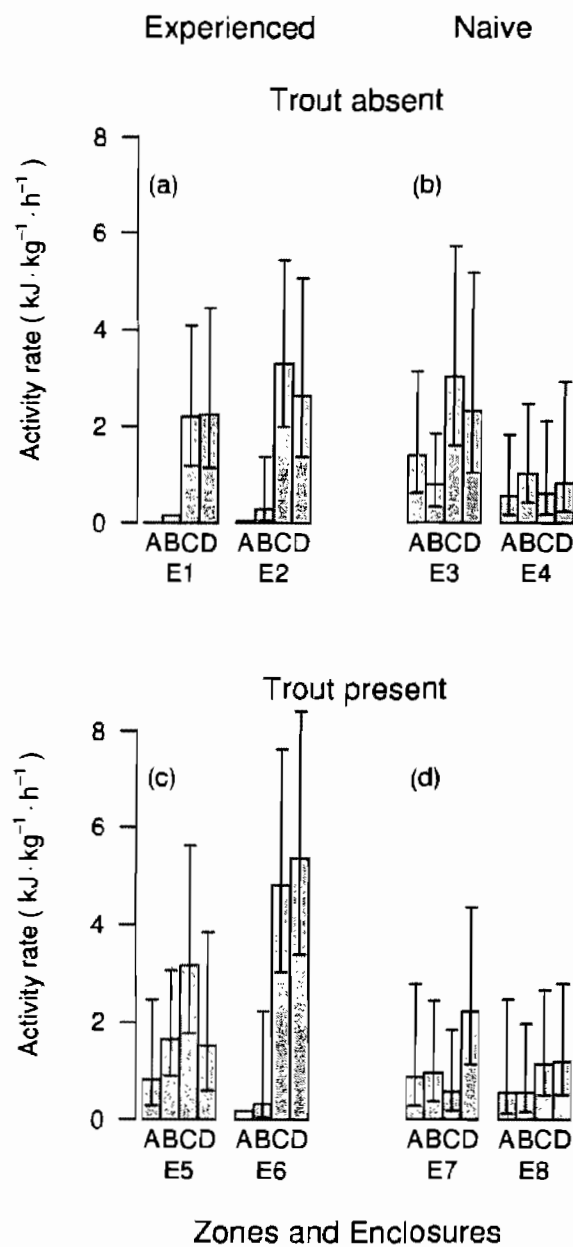 Experienced Naive
Trout absent
8
(a) (b)
6
4
2
0
Activity rate ( kJ · kg⁻¹ · h⁻¹ )
ABCD ABCD ABCD ABCD
E1 E2 E3 E4
Trout present
8
(c) (d)
6
4
2
0
Activity rate ( kJ · kg⁻¹ · h⁻¹ )
ABCD ABCD ABCD ABCD
E5 E6 E7 E8
Zones and Enclosures